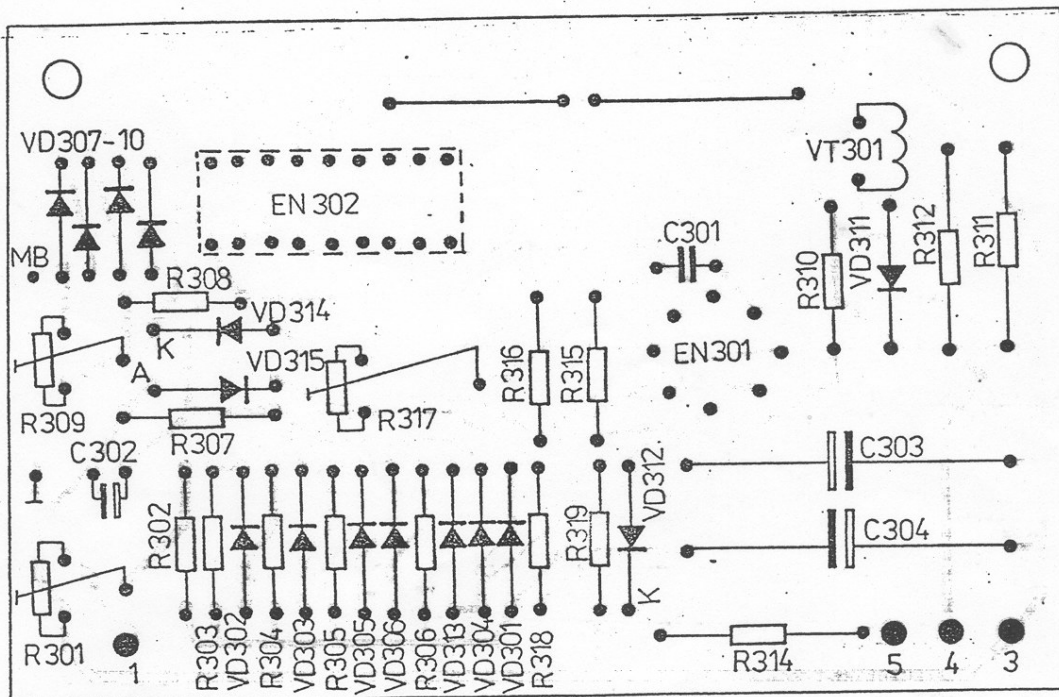 VD307-10
EN 302
VT301
C301
MB
R308
VD314
K
VD315
A
R309
R307
R317
R316
R315
EN301
R310
VD311
R312
R311
C302
C303
C304
R302
R319
VD312
K
R301
1
R303
VD302
R304
VD303
R305
VD305
VD306
R306
VD313
VD304
VD301
R318
R314
5
4
3